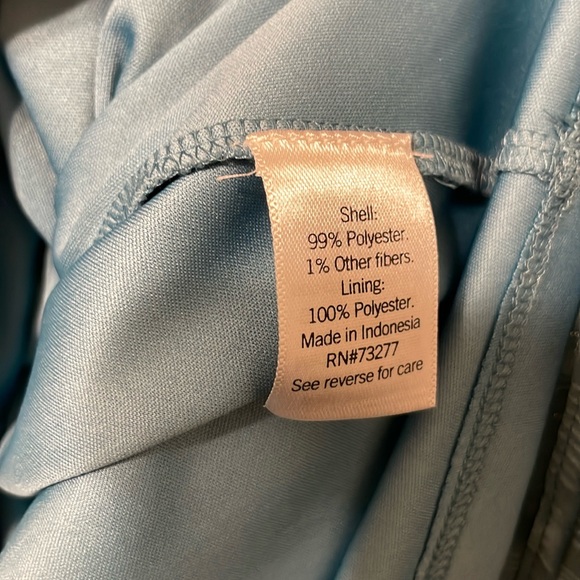 Shell:
99% Polyester.
1% Other fibers.
Lining:
100% Polyester.
Made in Indonesia
RN#73277
See reverse for care